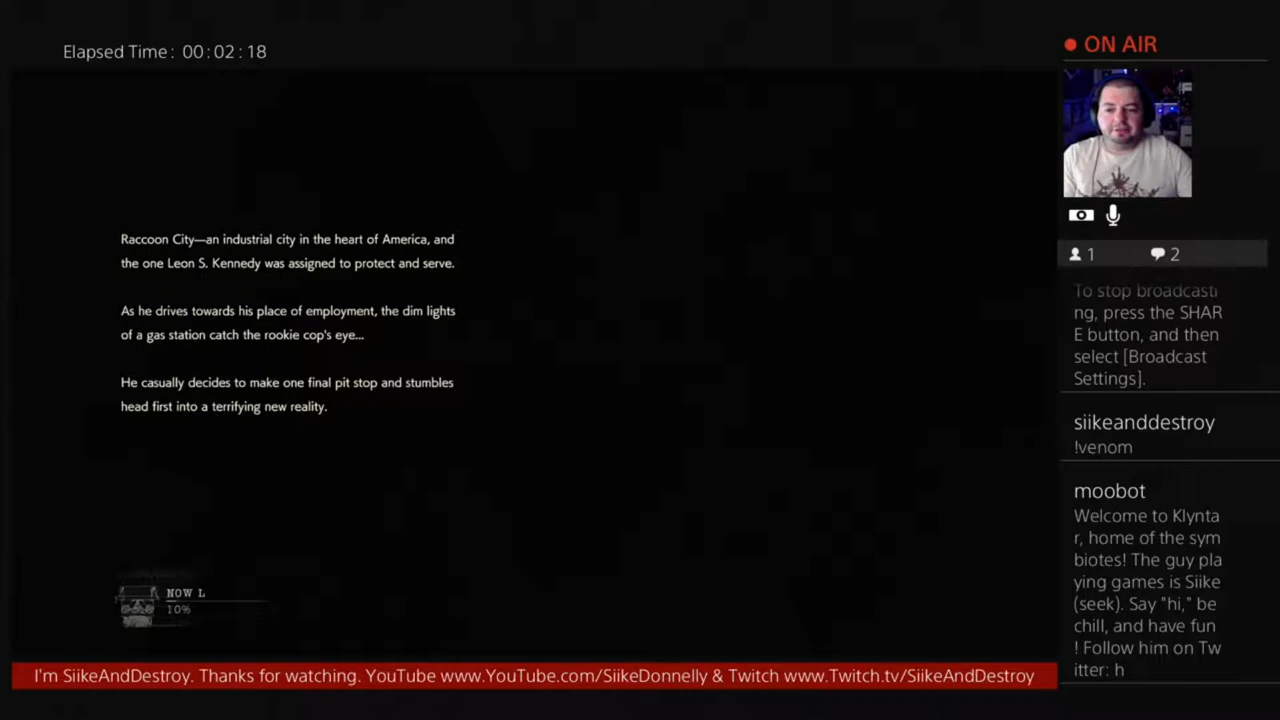 Elapsed Time: 00:02:18
ON AIR
Raccoon City—an industrial city in the heart of America, and
the one Leon S. Kennedy was assigned to protect and serve.
As he drives towards his place of employment, the dim lights
of a gas station catch the rookie cop's eye...
He casually decides to make one final pit stop and stumbles
head first into a terrifying new reality.
NOW L
10%
1
2
To stop broadcasti
ng, press the SHAR
E button, and then
select [Broadcast
Settings].
siikeanddestroy
!venom
moobot
Welcome to Klynta
r, home of the sym
biotes! The guy pla
ying games is Siike
(seek). Say "hi," be
chill, and have fun
! Follow him on Tw
itter: h
I'm SiikeAndDestroy. Thanks for watching. YouTube www.YouTube.com/SiikeDonnelly & Twitch www.Twitch.tv/SiikeAndDestroy